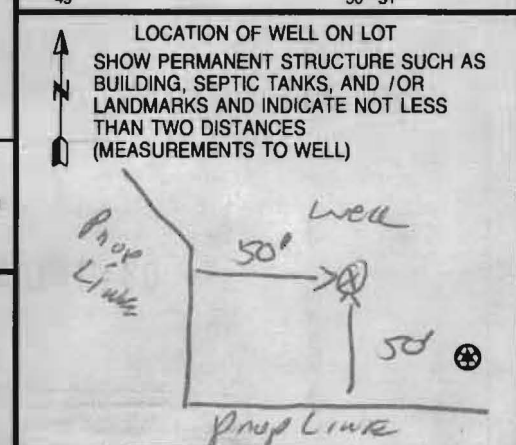 LOCATION OF WELL ON LOT
SHOW PERMANENT STRUCTURE SUCH AS
BUILDING, SEPTIC TANKS, AND /OR
LANDMARKS AND INDICATE NOT LESS
THAN TWO DISTANCES
(MEASUREMENTS TO WELL)
N
well
Prop
Line
50'
50'
Prop Line